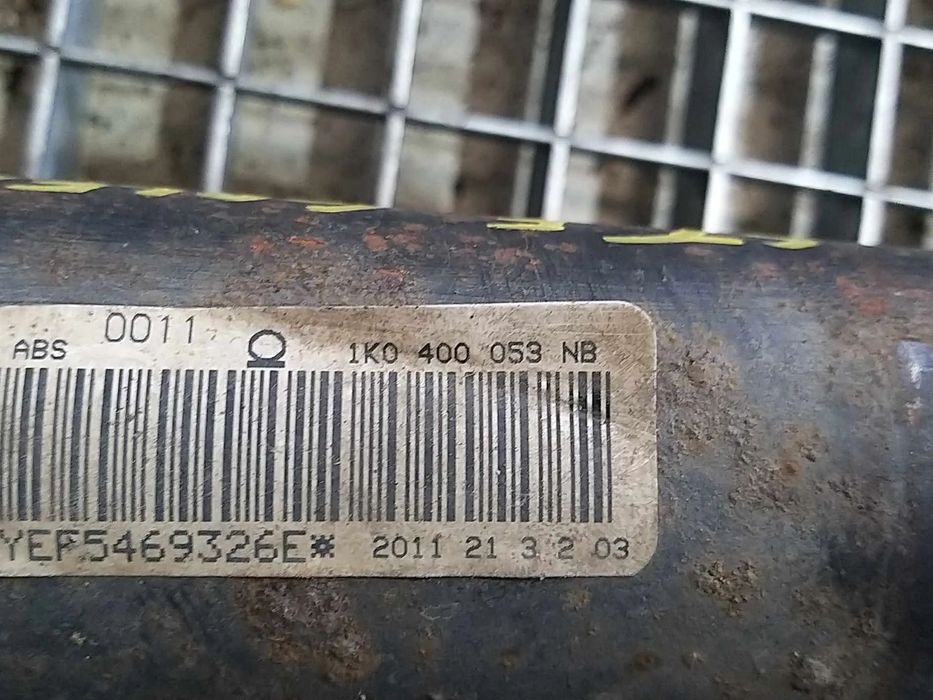 ABS 0011 1K0 400 053 NB
YEP5469326E* 2011 21 3 2 03